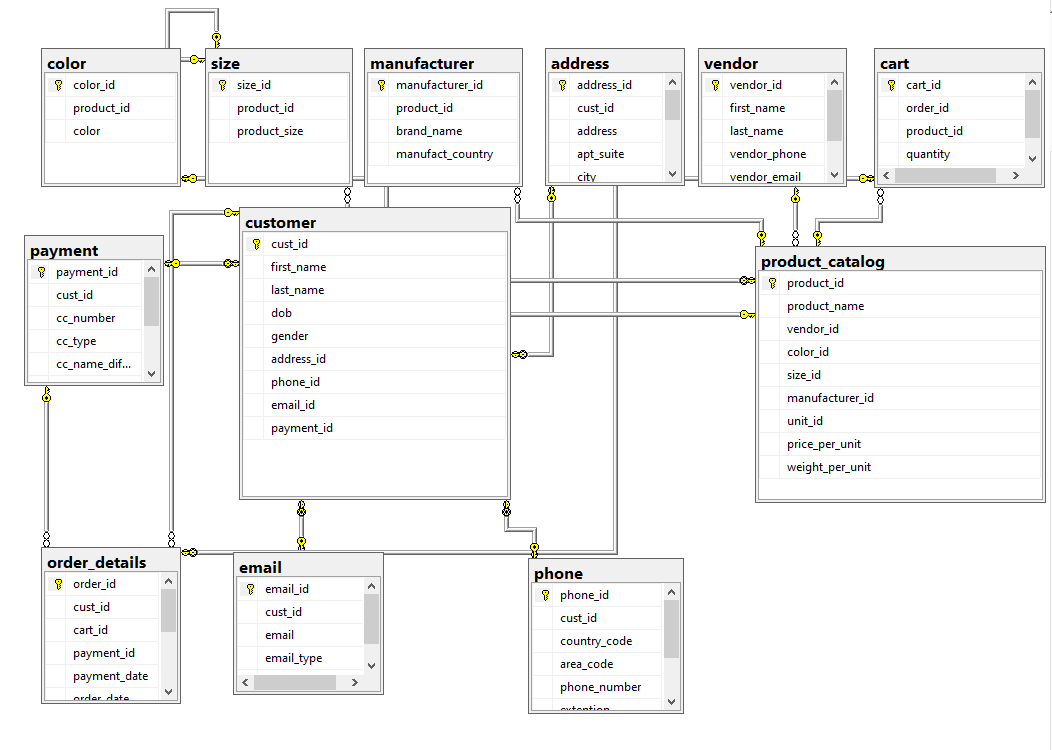 color
color_id
product_id
color
size
size_id
product_id
product_size
manufacturer
manufacturer_id
product_id
brand_name
manufact_country
address
address_id
cust_id
address
apt_suite
city
vendor
vendor_id
first_name
last_name
vendor_phone
vendor_email
cart
cart_id
order_id
product_id
quantity
payment
payment_id
cust_id
cc_number
cc_type
cc_name_dif...
customer
cust_id
first_name
last_name
dob
gender
address_id
phone_id
email_id
payment_id
product_catalog
product_id
product_name
vendor_id
color_id
size_id
manufacturer_id
unit_id
price_per_unit
weight_per_unit
order_details
order_id
cust_id
cart_id
payment_id
payment_date
order_date
email
email_id
cust_id
email
email_type
phone
phone_id
cust_id
country_code
area_code
phone_number
extention